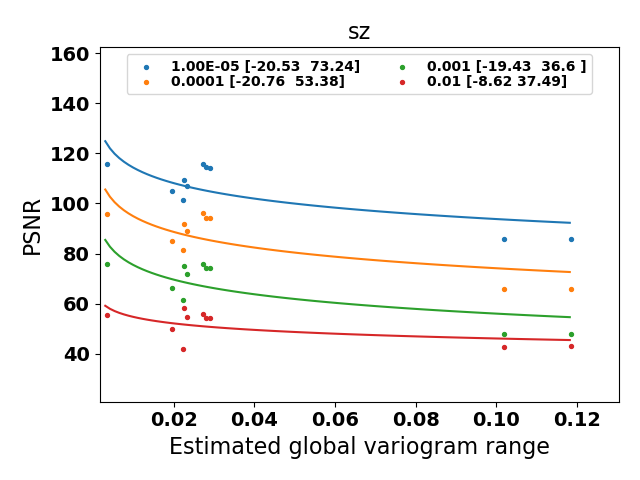 sz
1.00E-05 [-20.53  73.24]
0.001 [-19.43  36.6 ]
0.0001 [-20.76  53.38]
0.01 [-8.62 37.49]
160
140
120
100
80
60
40
PSNR
0.02 0.04 0.06 0.08 0.10 0.12
Estimated global variogram range